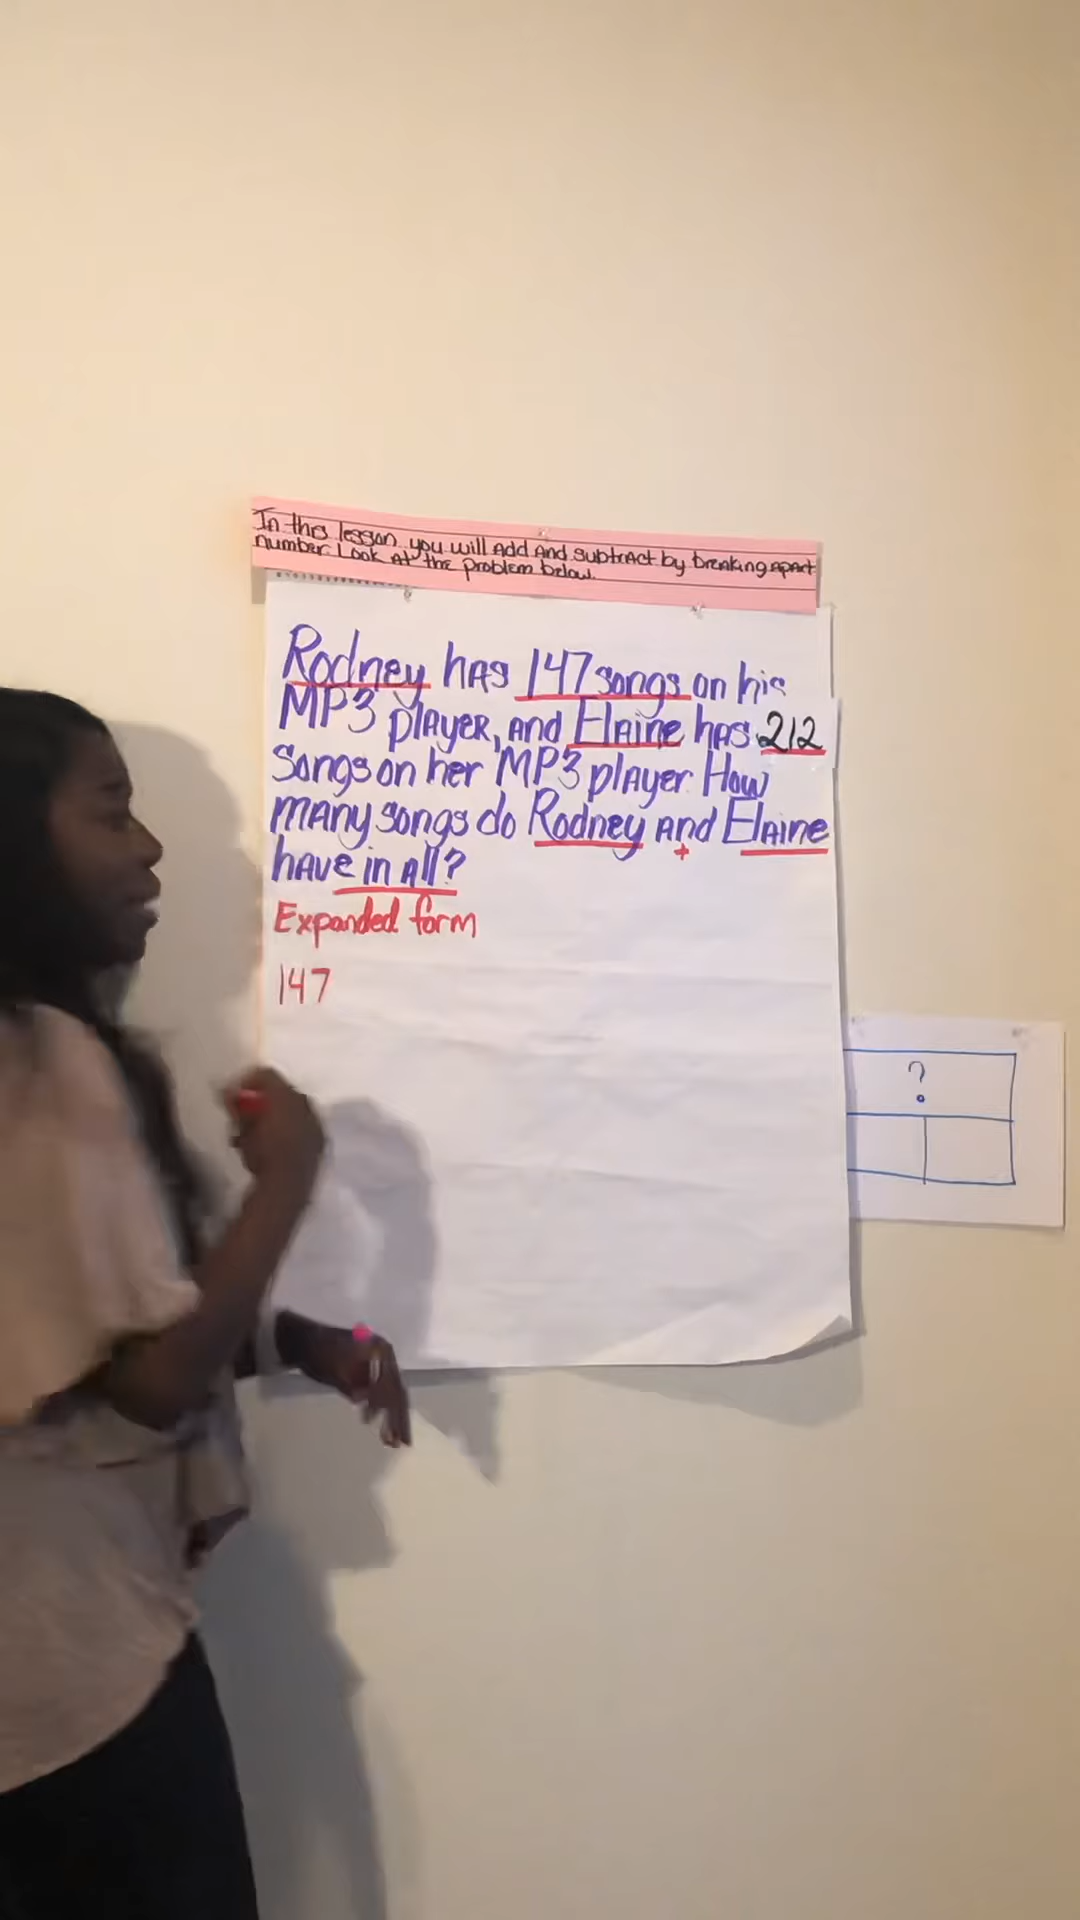 In this lesson you will Add And subtrAct by breaking ApArt
number. Look At the problem below.
Rodney hAs 147 songs on his
MP3 plAyer, And ElAine hAs 212
Songs on her MP3 plAyer. How
mAny songs do Rodney And ElAine
hAve in All?
+
Expanded form
147
?